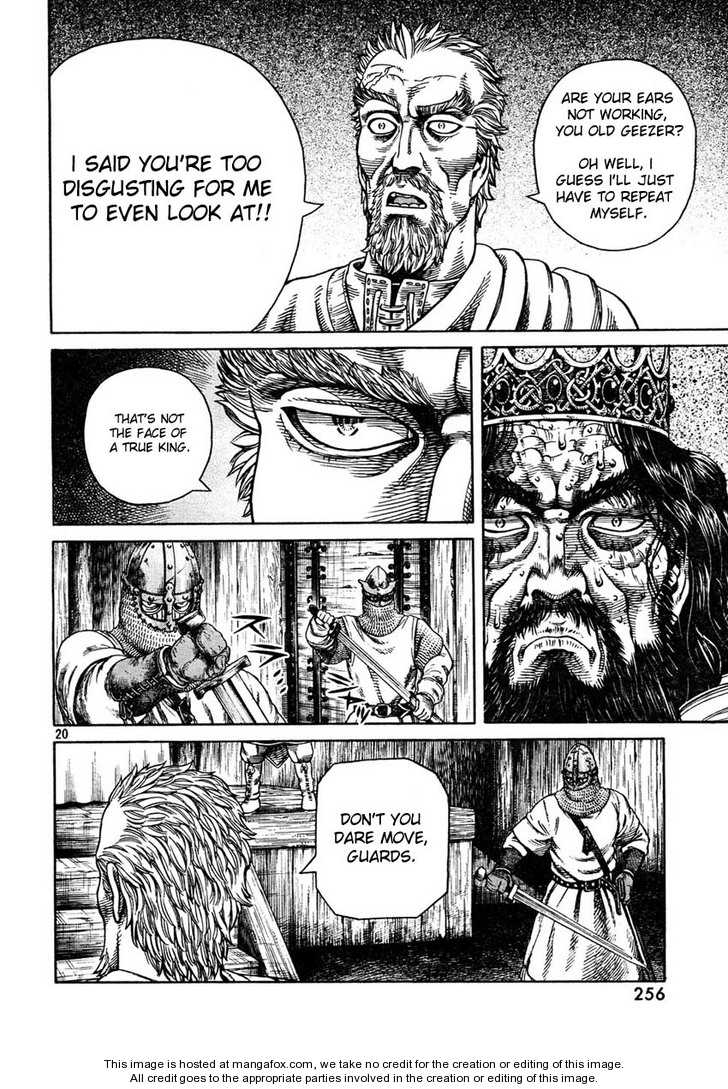 ARE YOUR EARS
NOT WORKING,
YOU OLD GEEZER?
OH WELL, I
GUESS I'LL JUST
HAVE TO REPEAT
MYSELF.
I SAID YOU'RE TOO
DISGUSTING FOR ME
TO EVEN LOOK AT!!
THAT'S NOT
THE FACE OF
A TRUE KING.
20
DON'T YOU
DARE MOVE,
GUARDS.
256
This image is hosted at mangafox.com, we take no credit for the creation or editing of this image.
All credit goes to the appropriate parties involved in the creation or editing of this image.